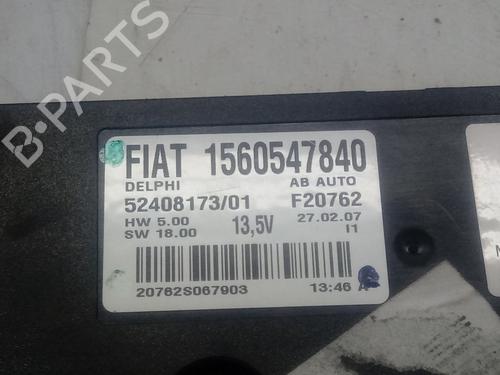 B-PARTS
FIAT 1560547840
DELPHI AB AUTO
52408173/01 F20762
HW 5.00 13,5V 27.02.07
SW 18.00 I1
20762S067903 13:46 A